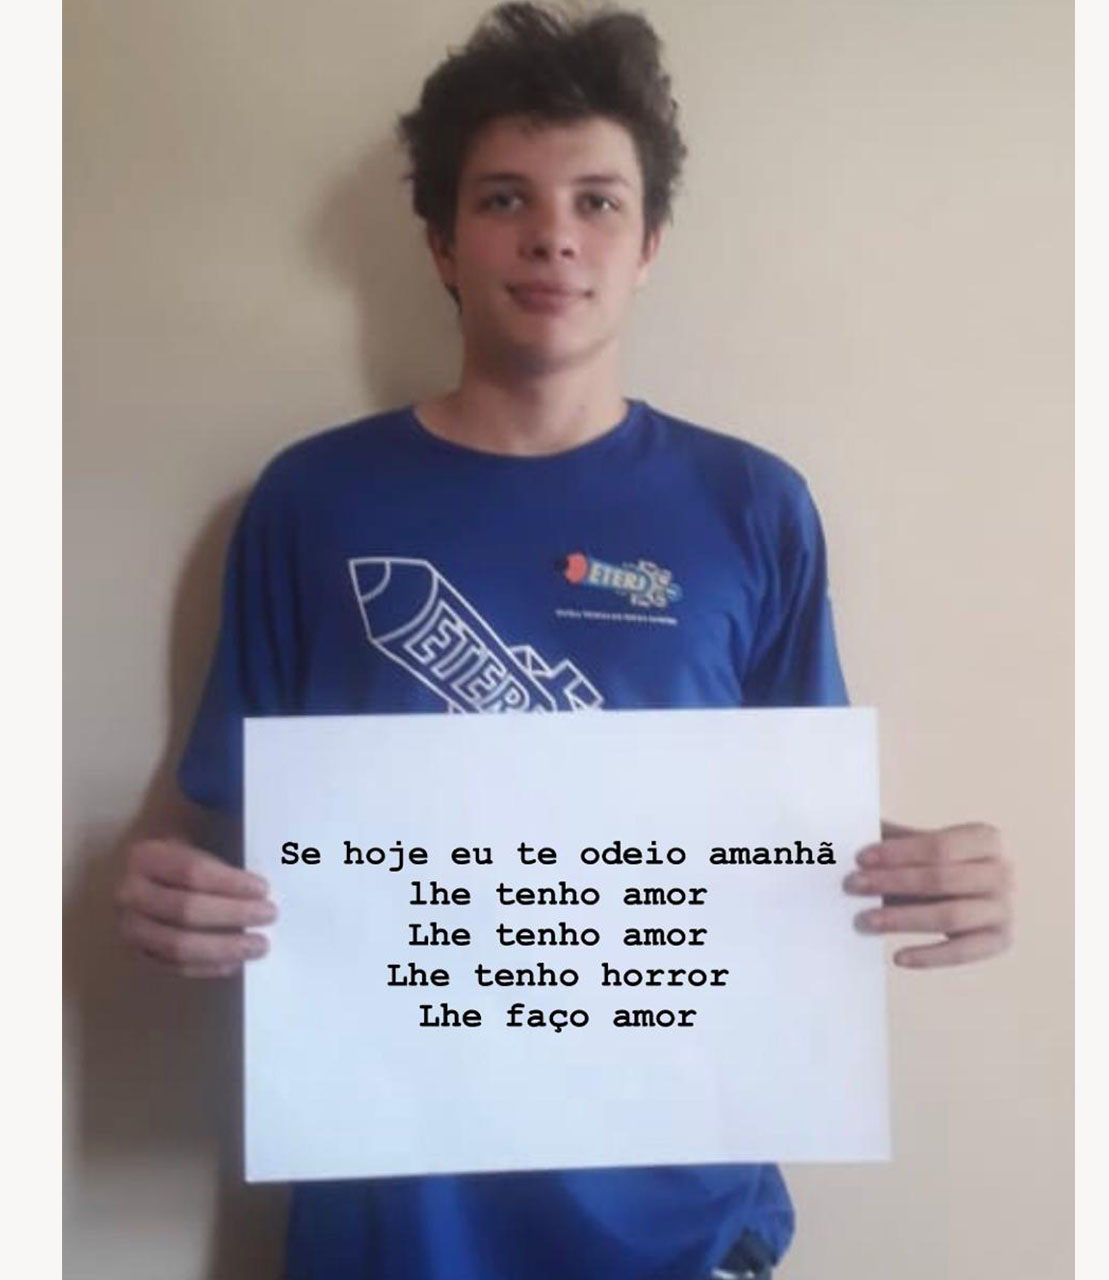 ETERJ
ETERJ
Se hoje eu te odeio amanhã
lhe tenho amor
Lhe tenho amor
Lhe tenho horror
Lhe faço amor